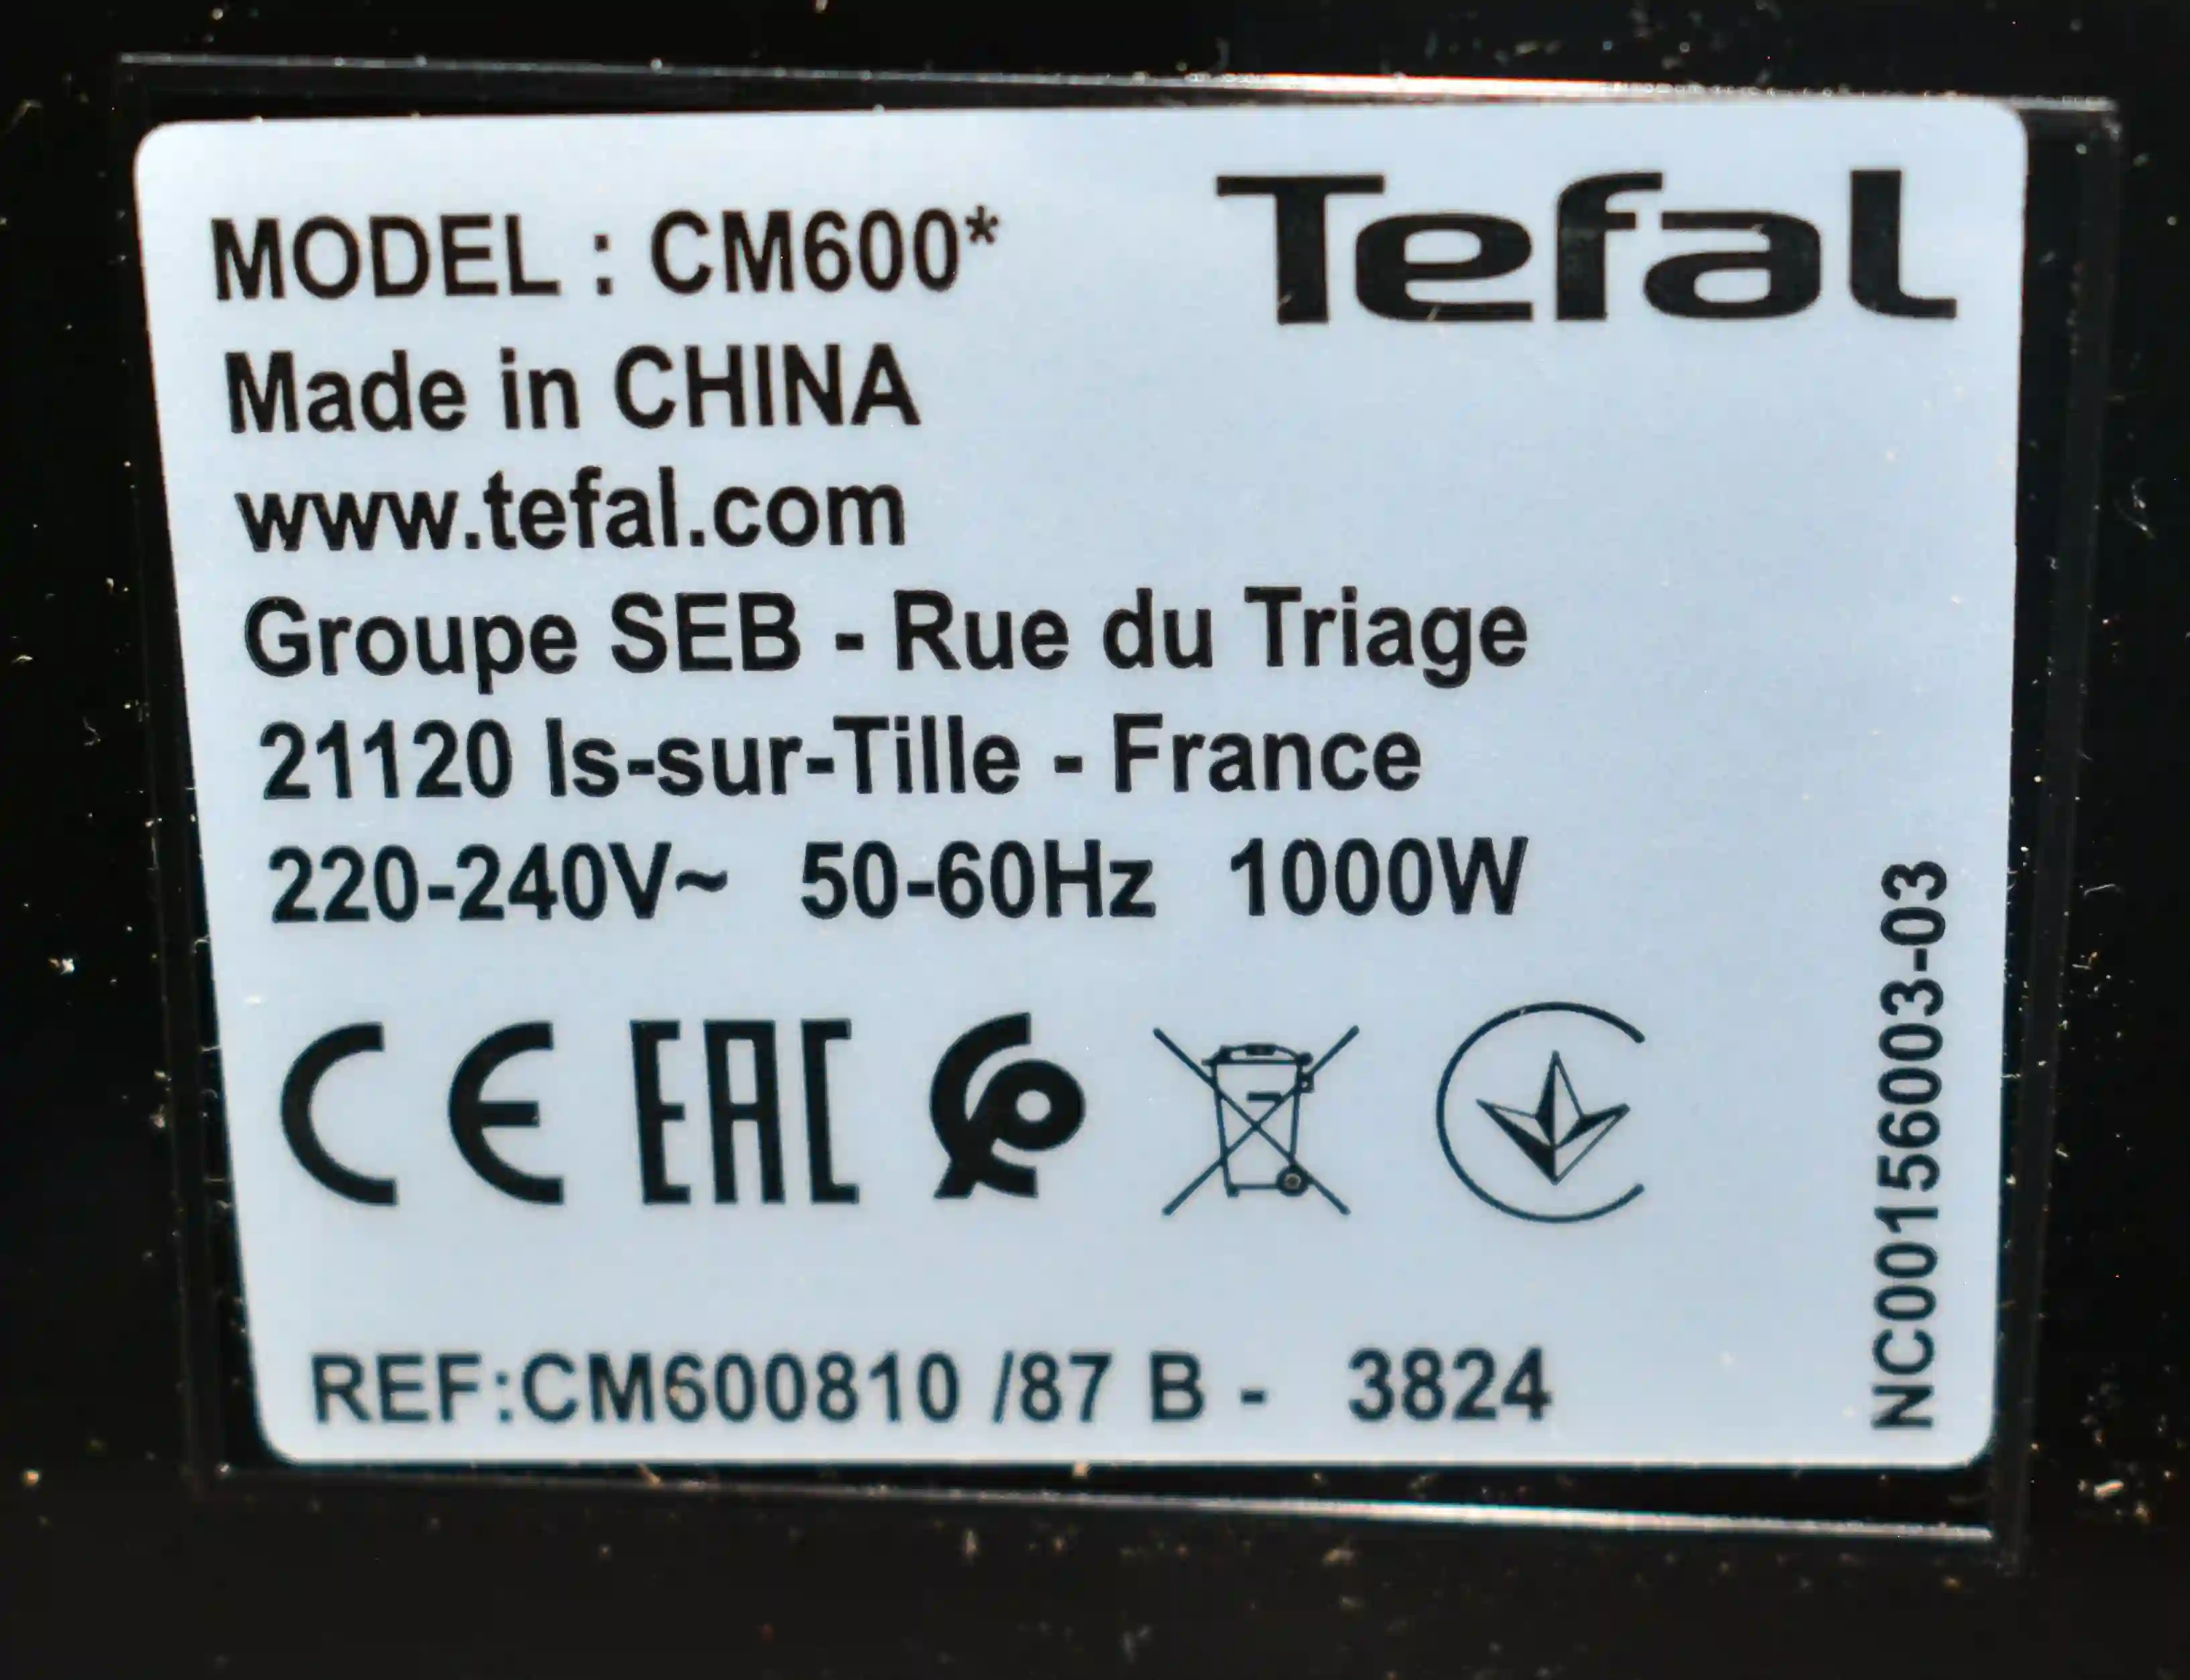 Tefal
MODEL : CM600*
Made in CHINA
www.tefal.com
Groupe SEB - Rue du Triage
21120 Is-sur-Tille - France
220-240V~ 50-60Hz 1000W
CE EAC
REF:CM600810 /87 B - 3824
NC00156003-03